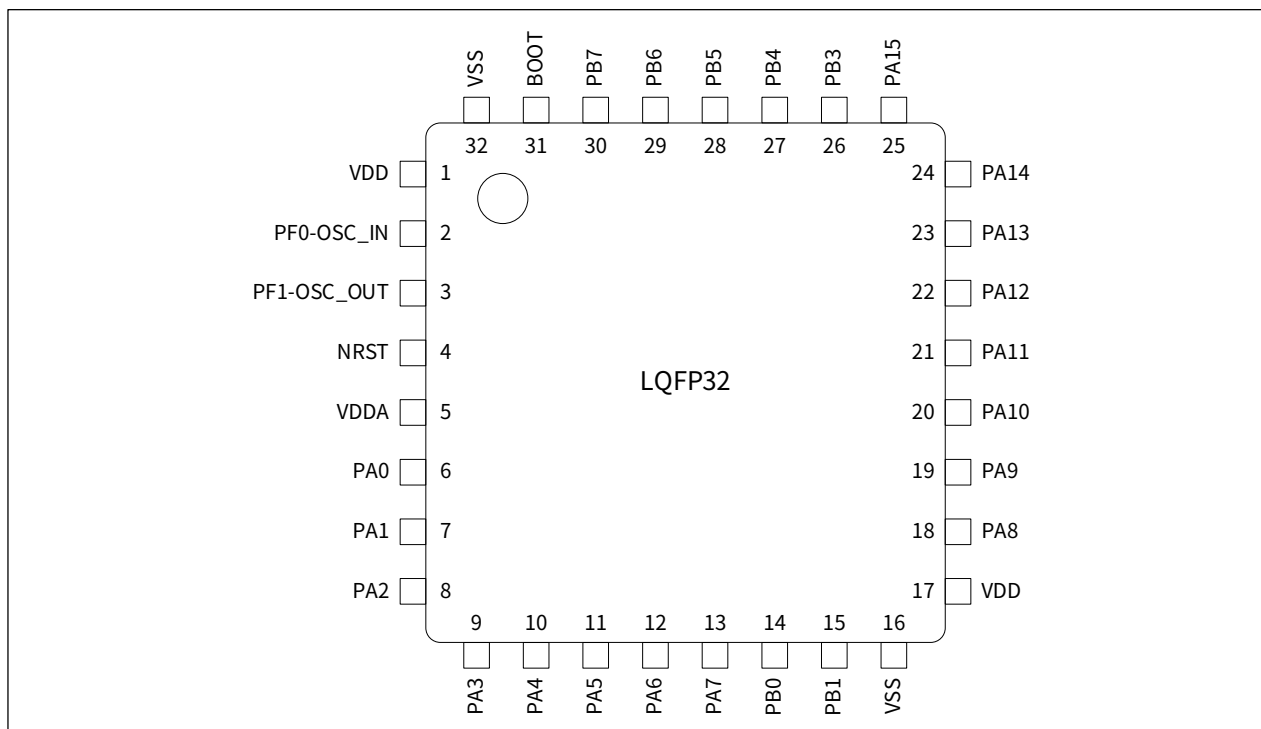 VSS BOOT PB7 PB6 PB5 PB4 PB3 PA15
32 31 30 29 28 27 26 25
VDD 1 24 PA14
PF0-OSC_IN 2 23 PA13
PF1-OSC_OUT 3 22 PA12
NRST 4 21 PA11
LQFP32
VDDA 5 20 PA10
PA0 6 19 PA9
PA1 7 18 PA8
PA2 8 17 VDD
9 10 11 12 13 14 15 16
PA3 PA4 PA5 PA6 PA7 PB0 PB1 VSS